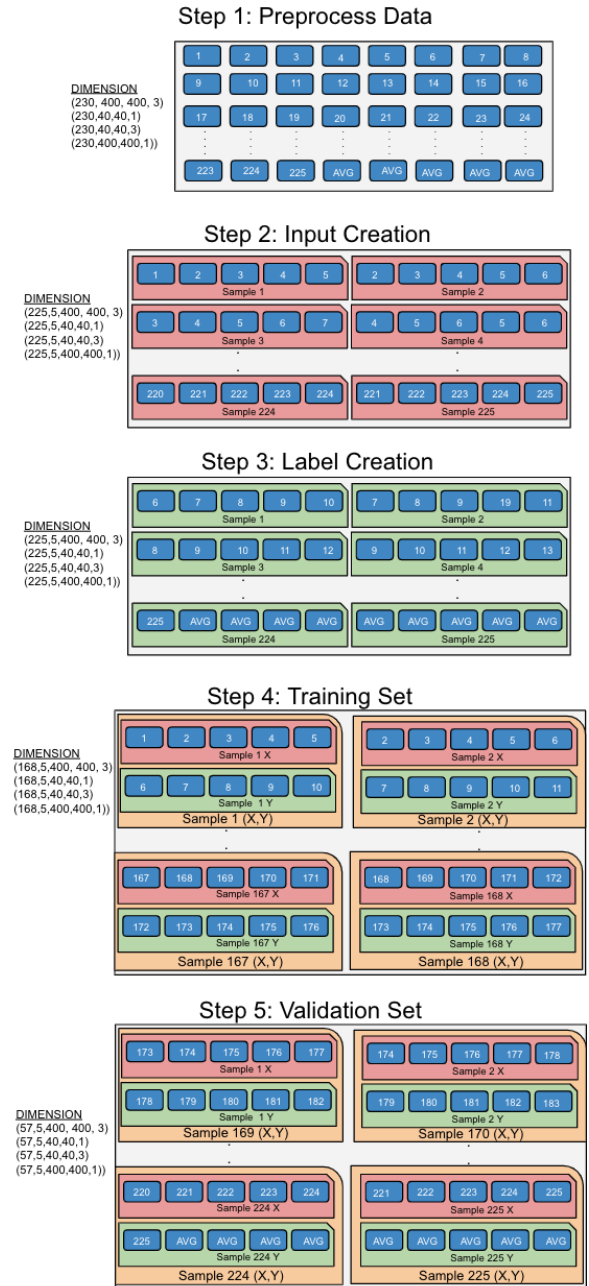 Step 1: Preprocess Data
DIMENSION
(230, 400, 400, 3)
(230,40,40,1)
(230,40,40,3)
(230,400,400,1))
1 2 3 4 5 6 7 8
9 10 11 12 13 14 15 16
17 18 19 20 21 22 23 24
223 224 225 AVG AVG AVG AVG AVG
Step 2: Input Creation
DIMENSION
(225,5,400, 400, 3)
(225,5,40,40,1)
(225,5,40,40,3)
(225,5,400,400,1))
1 2 3 4 5 2 3 4 5 6
Sample 1 Sample 2
3 4 5 6 7 4 5 6 5 6
Sample 3 Sample 4
220 221 222 223 224 221 222 223 224 225
Sample 224 Sample 225
Step 3: Label Creation
DIMENSION
(225,5,400, 400, 3)
(225,5,40,40,1)
(225,5,40,40,3)
(225,5,400,400,1))
6 7 8 9 10 7 8 9 19 11
Sample 1 Sample 2
8 9 10 11 12 9 10 11 12 13
Sample 3 Sample 4
225 AVG AVG AVG AVG AVG AVG AVG AVG AVG
Sample 224 Sample 225
Step 4: Training Set
DIMENSION
(168,5,400, 400, 3)
(168,5,40,40,1)
(168,5,40,40,3)
(168,5,400,400,1))
1 2 3 4 5 2 3 4 5 6
Sample 1 X Sample 2 X
6 7 8 9 10 7 8 9 10 11
Sample 1 Y Sample 2 Y
Sample 1 (X,Y) Sample 2 (X,Y)
167 168 169 170 171 168 169 170 171 172
Sample 167 X Sample 168 X
172 173 174 175 176 173 174 175 176 177
Sample 167 Y Sample 168 Y
Sample 167 (X,Y) Sample 168 (X,Y)
Step 5: Validation Set
DIMENSION
(57,5,400, 400, 3)
(57,5,40,40,1)
(57,5,40,40,3)
(57,5,400,400,1))
173 174 175 176 177 174 175 176 177 178
Sample 1 X Sample 2 X
178 179 180 181 182 179 180 181 182 183
Sample 1 Y Sample 2 Y
Sample 169 (X,Y) Sample 170 (X,Y)
220 221 222 223 224 221 222 223 224 225
Sample 224 X Sample 225 X
225 AVG AVG AVG AVG AVG AVG AVG AVG AVG
Sample 224 Y Sample 225 Y
Sample 224 (X,Y) Sample 225 (X,Y)